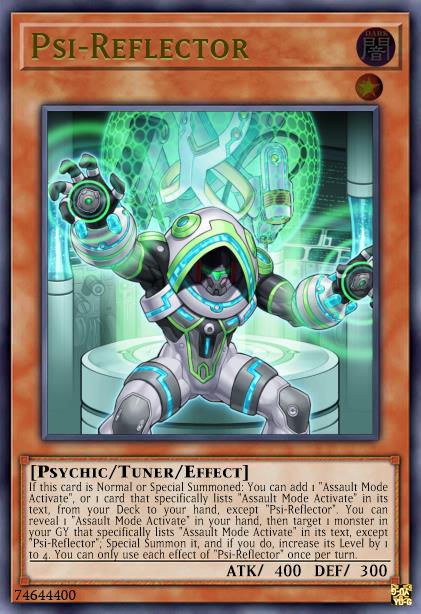 PSI-REFLECTOR
DARK
闇
[PSYCHIC/TUNER/EFFECT]
If this card is Normal or Special Summoned: You can add 1 "Assault Mode
Activate", or 1 card that specifically lists "Assault Mode Activate" in its
text, from your Deck to your hand, except "Psi-Reflector". You can
reveal 1 "Assault Mode Activate" in your hand, then target 1 monster in
your GY that specifically lists "Assault Mode Activate" in its text, except
"Psi-Reflector"; Special Summon it, and if you do, increase its Level by 1
to 4. You can only use each effect of "Psi-Reflector" once per turn.
ATK/ 400 DEF/ 300
74644400